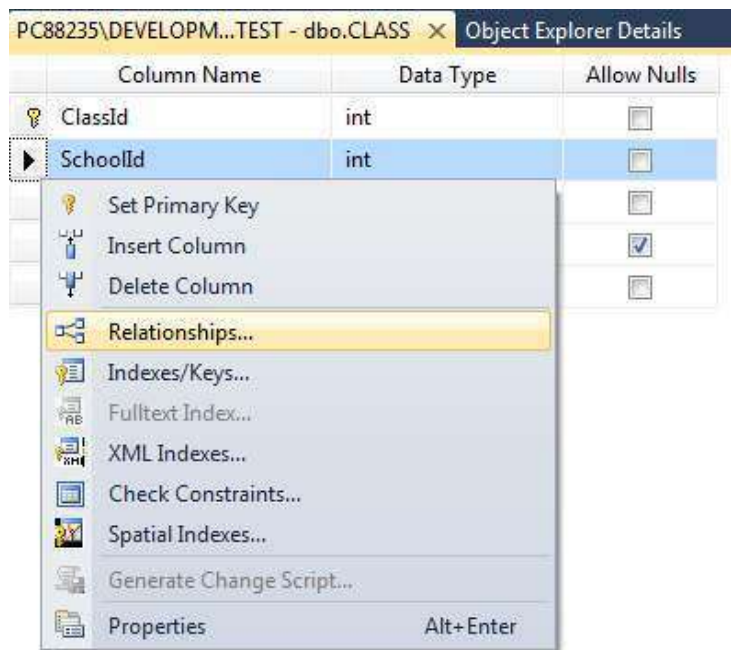 PC88235\DEVELOPM...TEST - dbo.CLASS Object Explorer Details
Column Name Data Type Allow Nulls
ClassId int
SchoolId int
Set Primary Key
Insert Column
Delete Column
Relationships...
Indexes/Keys...
Fulltext Index...
XML Indexes...
Check Constraints...
Spatial Indexes...
Generate Change Script...
Properties Alt+Enter